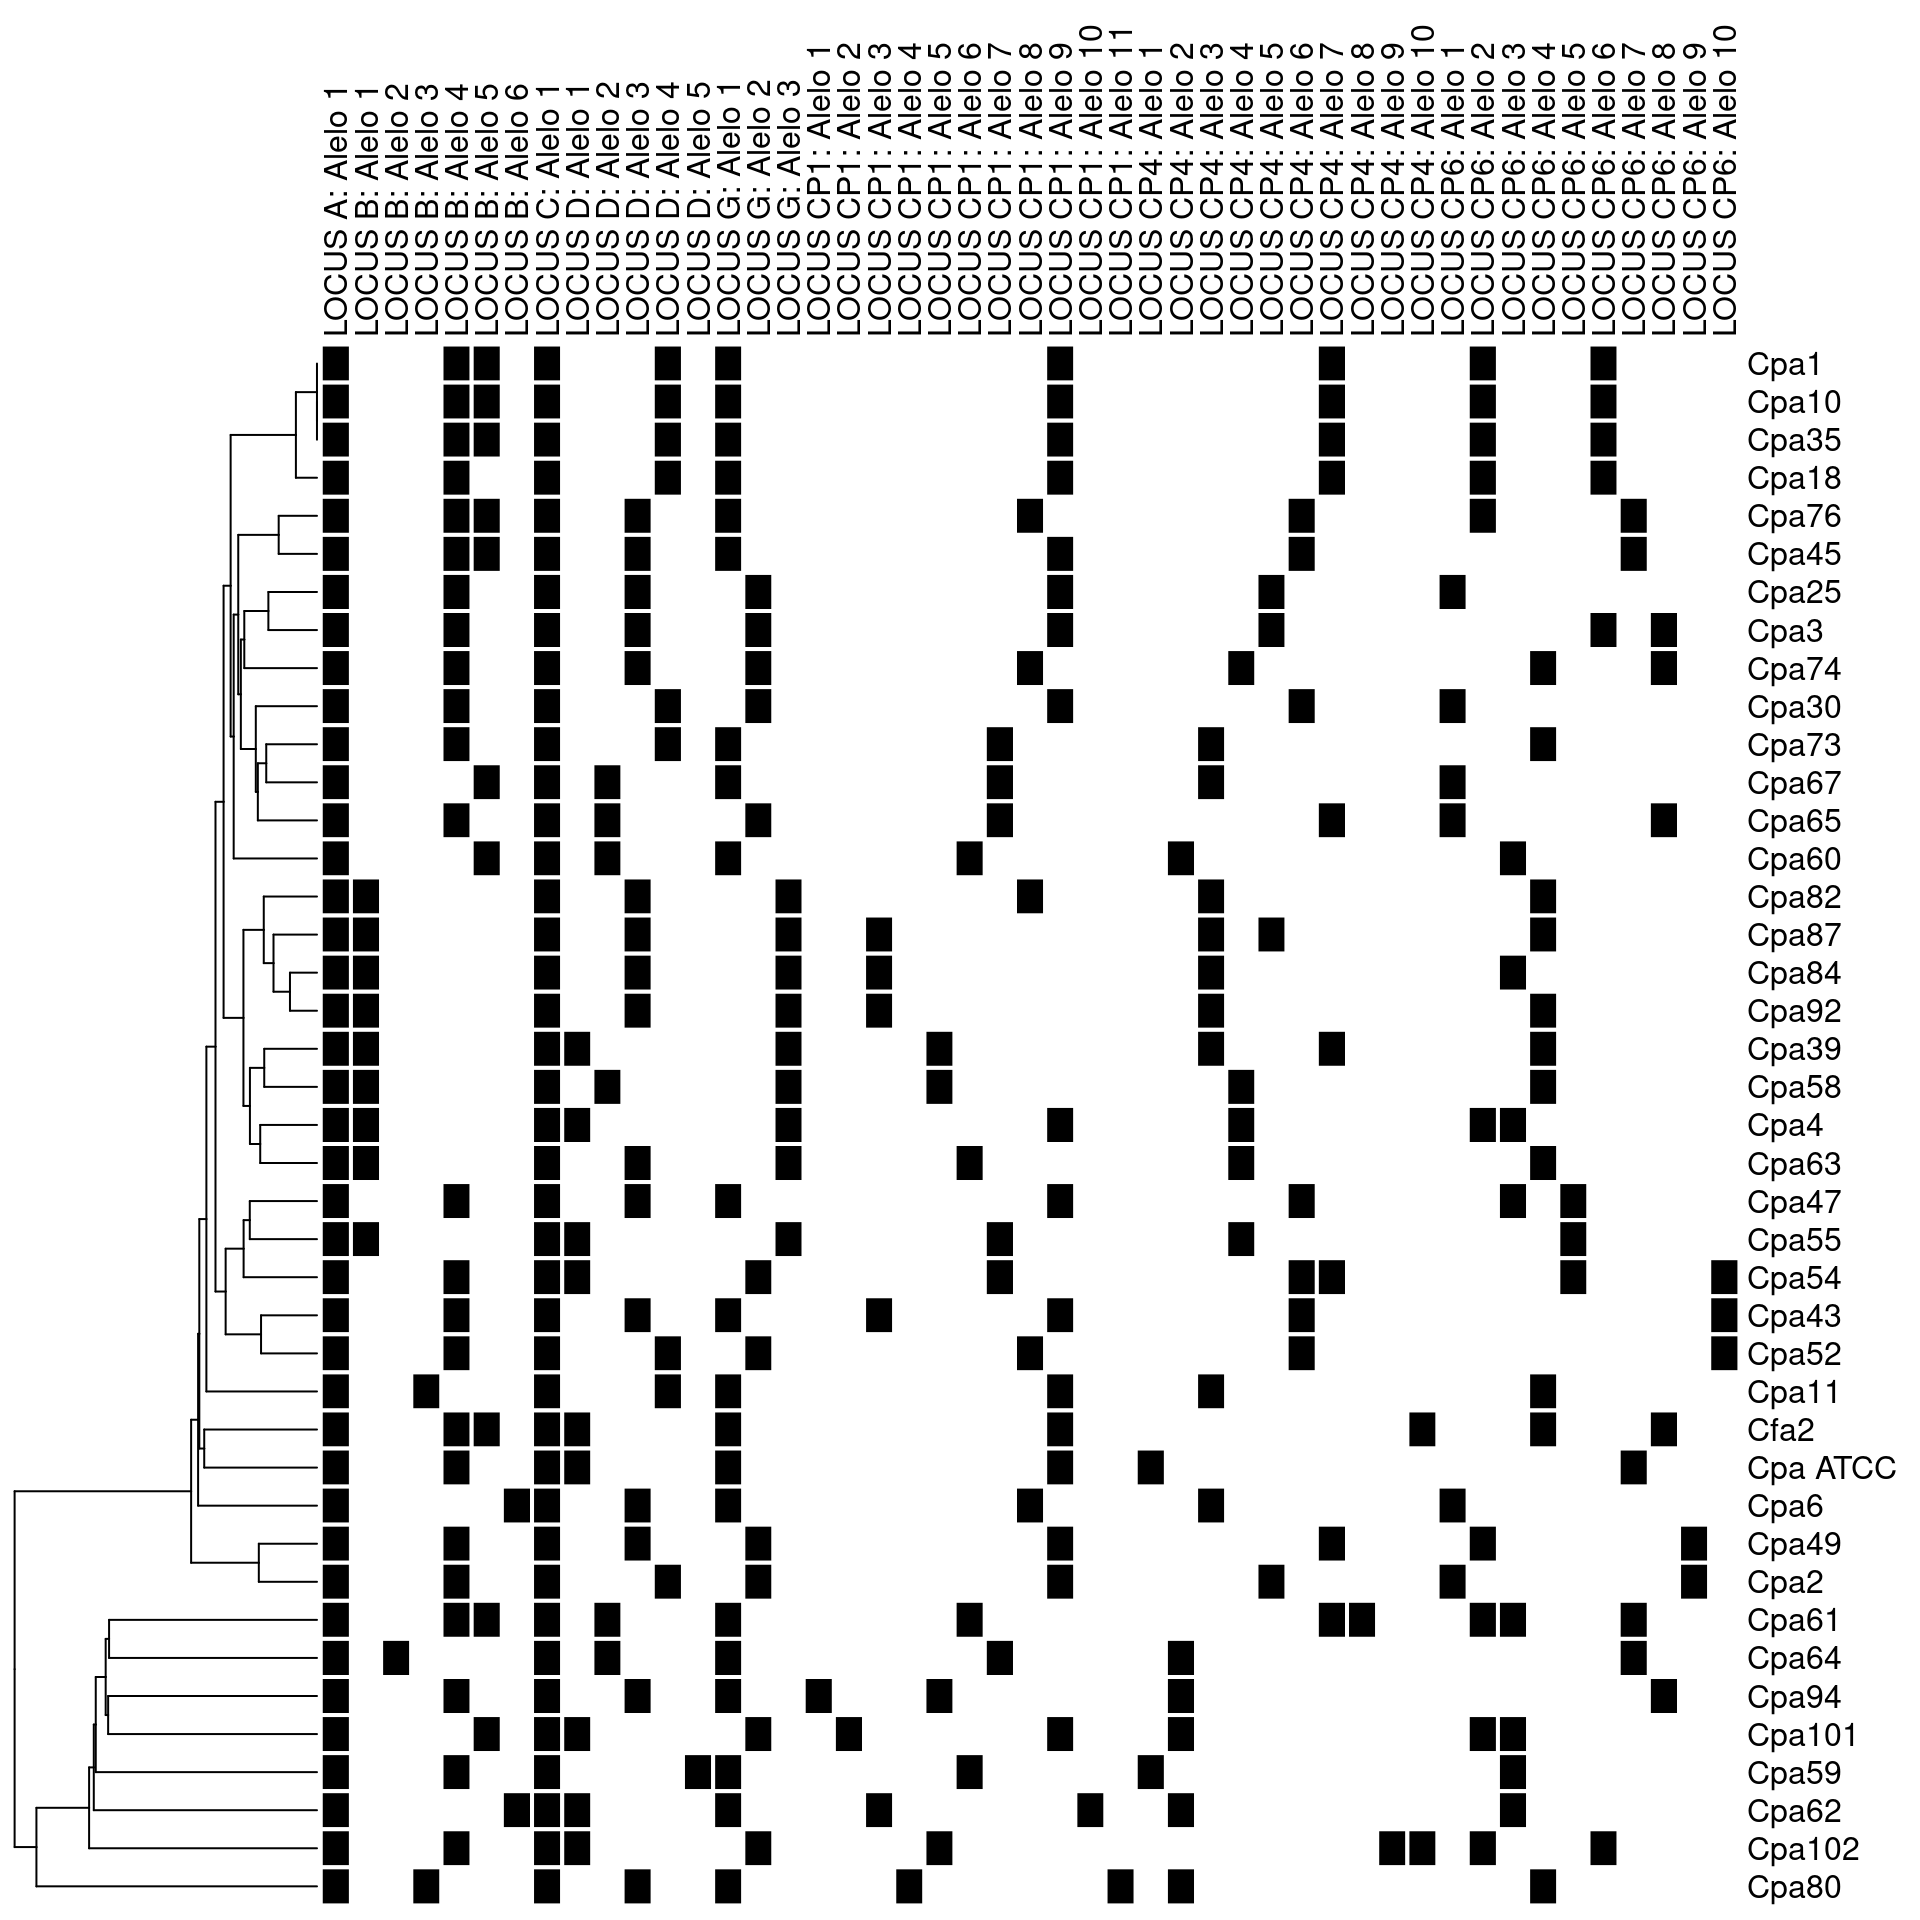 LOCUS A: Alelo 1
LOCUS B: Alelo 1
LOCUS B: Alelo 2
LOCUS B: Alelo 3
LOCUS B: Alelo 4
LOCUS B: Alelo 5
LOCUS B: Alelo 6
LOCUS C: Alelo 1
LOCUS D: Alelo 1
LOCUS D: Alelo 2
LOCUS D: Alelo 3
LOCUS D: Alelo 4
LOCUS D: Alelo 5
LOCUS G: Alelo 1
LOCUS G: Alelo 2
LOCUS G: Alelo 3
LOCUS CP1: Alelo 1
LOCUS CP1: Alelo 2
LOCUS CP1: Alelo 3
LOCUS CP1: Alelo 4
LOCUS CP1: Alelo 5
LOCUS CP1: Alelo 6
LOCUS CP1: Alelo 7
LOCUS CP1: Alelo 8
LOCUS CP1: Alelo 9
LOCUS CP1: Alelo 10
LOCUS CP1: Alelo 11
LOCUS CP4: Alelo 1
LOCUS CP4: Alelo 2
LOCUS CP4: Alelo 3
LOCUS CP4: Alelo 4
LOCUS CP4: Alelo 5
LOCUS CP4: Alelo 6
LOCUS CP4: Alelo 7
LOCUS CP4: Alelo 8
LOCUS CP4: Alelo 9
LOCUS CP4: Alelo 10
LOCUS CP6: Alelo 1
LOCUS CP6: Alelo 2
LOCUS CP6: Alelo 3
LOCUS CP6: Alelo 4
LOCUS CP6: Alelo 5
LOCUS CP6: Alelo 6
LOCUS CP6: Alelo 7
LOCUS CP6: Alelo 8
LOCUS CP6: Alelo 9
LOCUS CP6: Alelo 10
Cpa1
Cpa10
Cpa35
Cpa18
Cpa76
Cpa45
Cpa25
Cpa3
Cpa74
Cpa30
Cpa73
Cpa67
Cpa65
Cpa60
Cpa82
Cpa87
Cpa84
Cpa92
Cpa39
Cpa58
Cpa4
Cpa63
Cpa47
Cpa55
Cpa54
Cpa43
Cpa52
Cpa11
Cfa2
Cpa ATCC
Cpa6
Cpa49
Cpa2
Cpa61
Cpa64
Cpa94
Cpa101
Cpa59
Cpa62
Cpa102
Cpa80